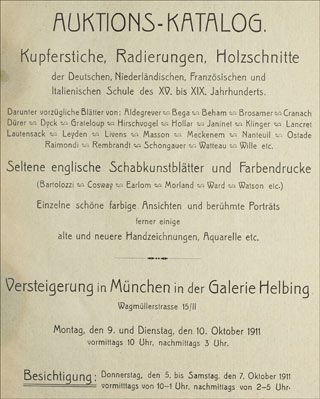 AUKTIONS-KATALOG.
Kupferstiche, Radierungen, Holzschnitte
der Deutschen, Niederländischen, Französischen und
Italienischen Schule des XV. bis XIX. Jahrhunderts.
Darunter vorzügliche Blätter von: Aldegrever ∾ Bega ∾ Beham ∾ Brosamer ∾ Cranach
Dürer ∾ Dyck ∾ Grateloup ∾ Hirschvogel ∾ Hollar ∾ Janinet ∾ Klinger ∾ Lancret
Lautensack ∾ Leyden ∾ Livens ∾ Masson ∾ Meckenem ∾ Nanteuil ∾ Ostade
Raimondi ∾ Rembrandt ∾ Schongauer ∾ Watteau ∾ Wille etc.
Seltene englische Schabkunstblätter und Farbendrucke
(Bartolozzi ∾ Cosway ∾ Earlom ∾ Morland ∾ Ward ∾ Watson etc.)
Einzelne schöne farbige Ansichten und berühmte Porträts
ferner einige
alte und neuere Handzeichnungen, Aquarelle etc.
Versteigerung in München in der Galerie Helbing
Wagmüllerstrasse 15/II
Montag, den 9. und Dienstag, den 10. Oktober 1911
vormittags 10 Uhr, nachmittags 3 Uhr.
Besichtigung: Donnerstag, den 5. bis Samstag, den 7. Oktober 1911
vormittags von 10–1 Uhr, nachmittags von 2–5 Uhr.